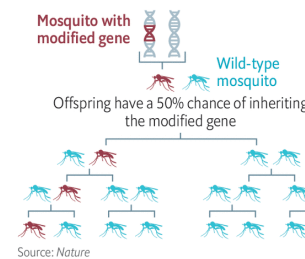 Mosquito with
modified gene
Wild-type
mosquito
Offspring have a 50% chance of inheriting
the modified gene
Source: Nature